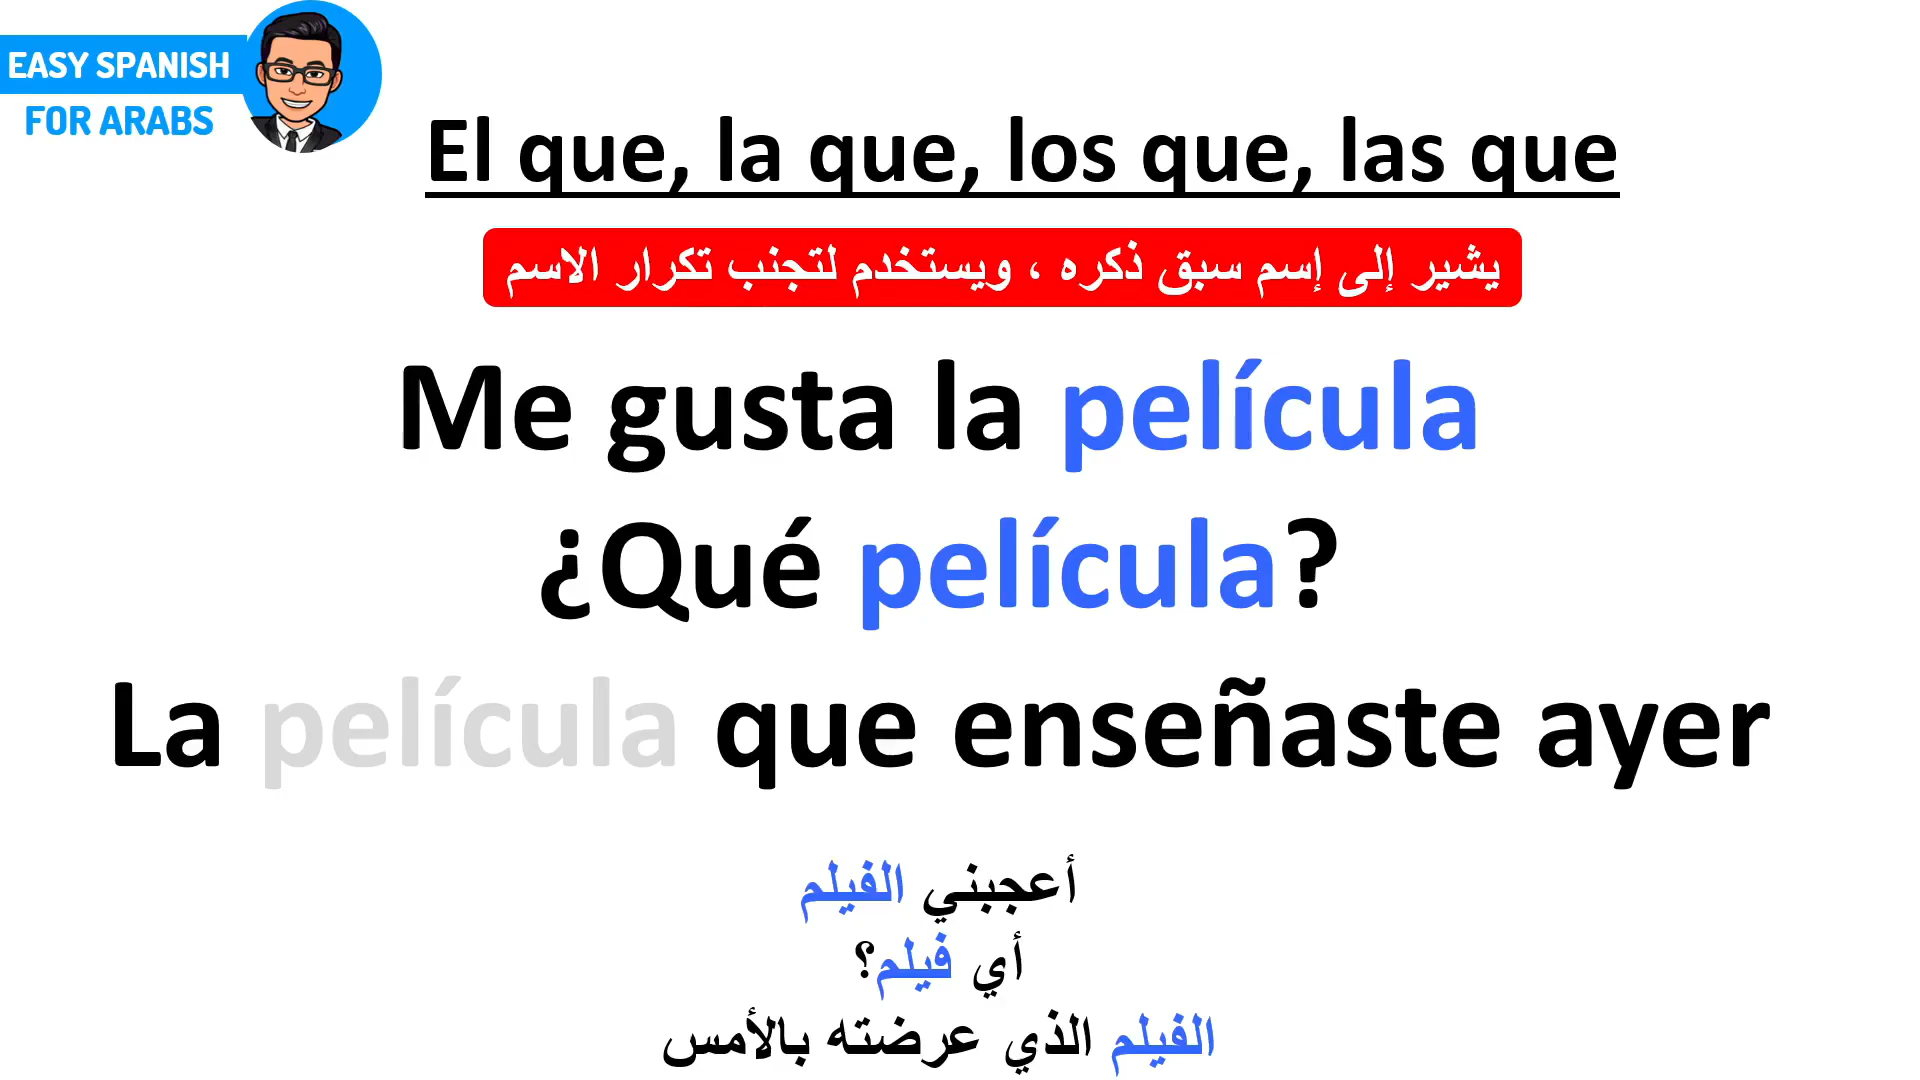 EASY SPANISH
FOR ARABS
El que, la que, los que, las que
يشير إلى إسم سبق ذكره ، ويستخدم لتجنب تكرار الاسم
Me gusta la película
¿Qué película?
La película que enseñaste ayer
أعجبني الفيلم
أي فيلم؟
الفيلم الذي عرضته بالأمس